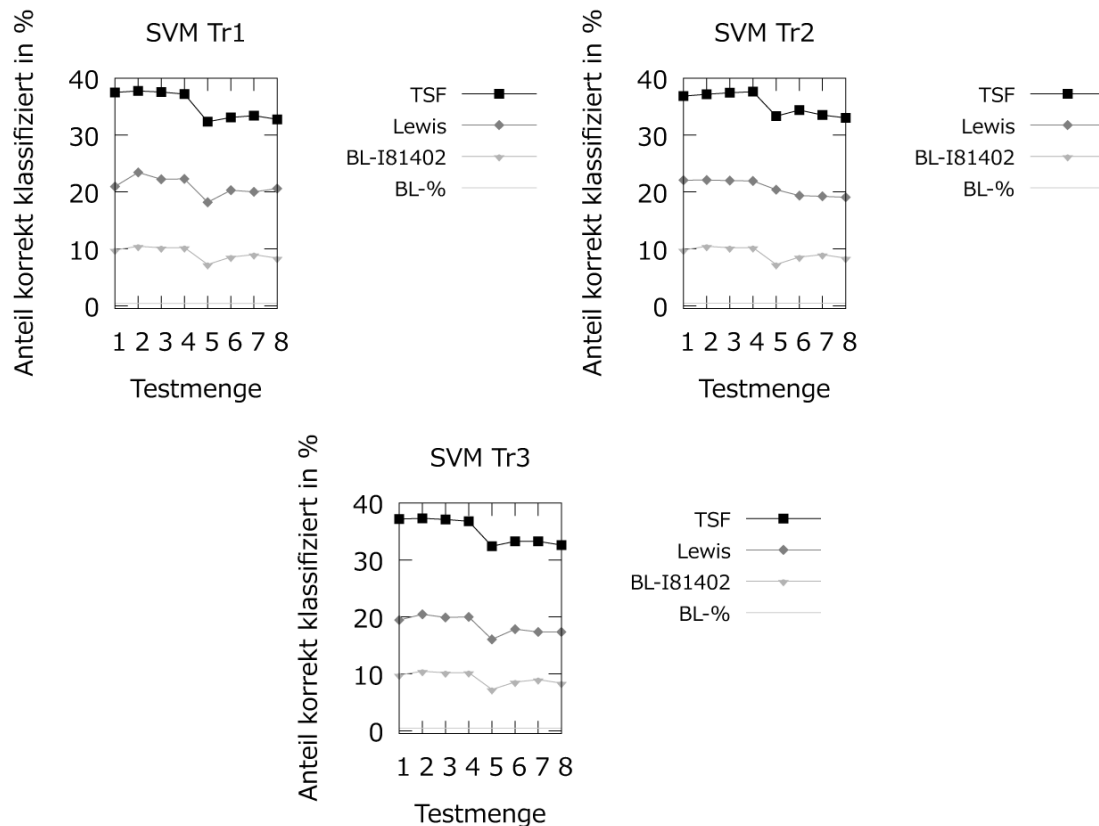 SVM Tr1
Anteil korrekt klassifiziert in %
40
30
20
10
0
1 2 3 4 5 6 7 8
Testmenge
TSF
Lewis
BL-I81402
BL-%
SVM Tr2
Anteil korrekt klassifiziert in %
40
30
20
10
0
1 2 3 4 5 6 7 8
Testmenge
TSF
Lewis
BL-I81402
BL-%
SVM Tr3
Anteil korrekt klassifiziert in %
40
30
20
10
0
1 2 3 4 5 6 7 8
Testmenge
TSF
Lewis
BL-I81402
BL-%